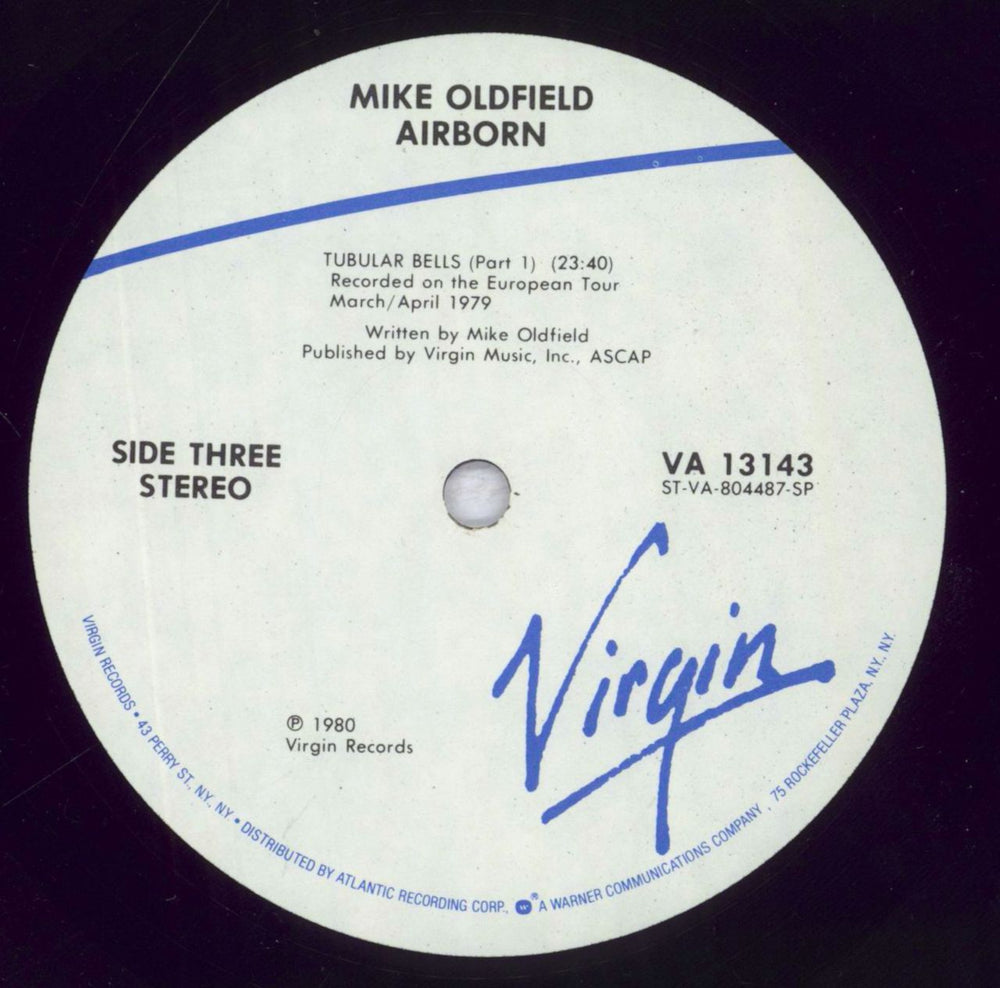 MIKE OLDFIELD
AIRBORN
TUBULAR BELLS (Part 1) (23:40)
Recorded on the European Tour
March/April 1979
Written by Mike Oldfield
Published by Virgin Music, Inc., ASCAP
SIDE THREE
STEREO
VA 13143
ST-VA-804487-SP
Virgin
℗ 1980
Virgin Records
VIRGIN RECORDS • 43 PERRY ST., N.Y., N.Y. • DISTRIBUTED BY ATLANTIC RECORDING CORP., W ® A WARNER COMMUNICATIONS COMPANY , 75 ROCKEFELLER PLAZA, N.Y., N.Y.